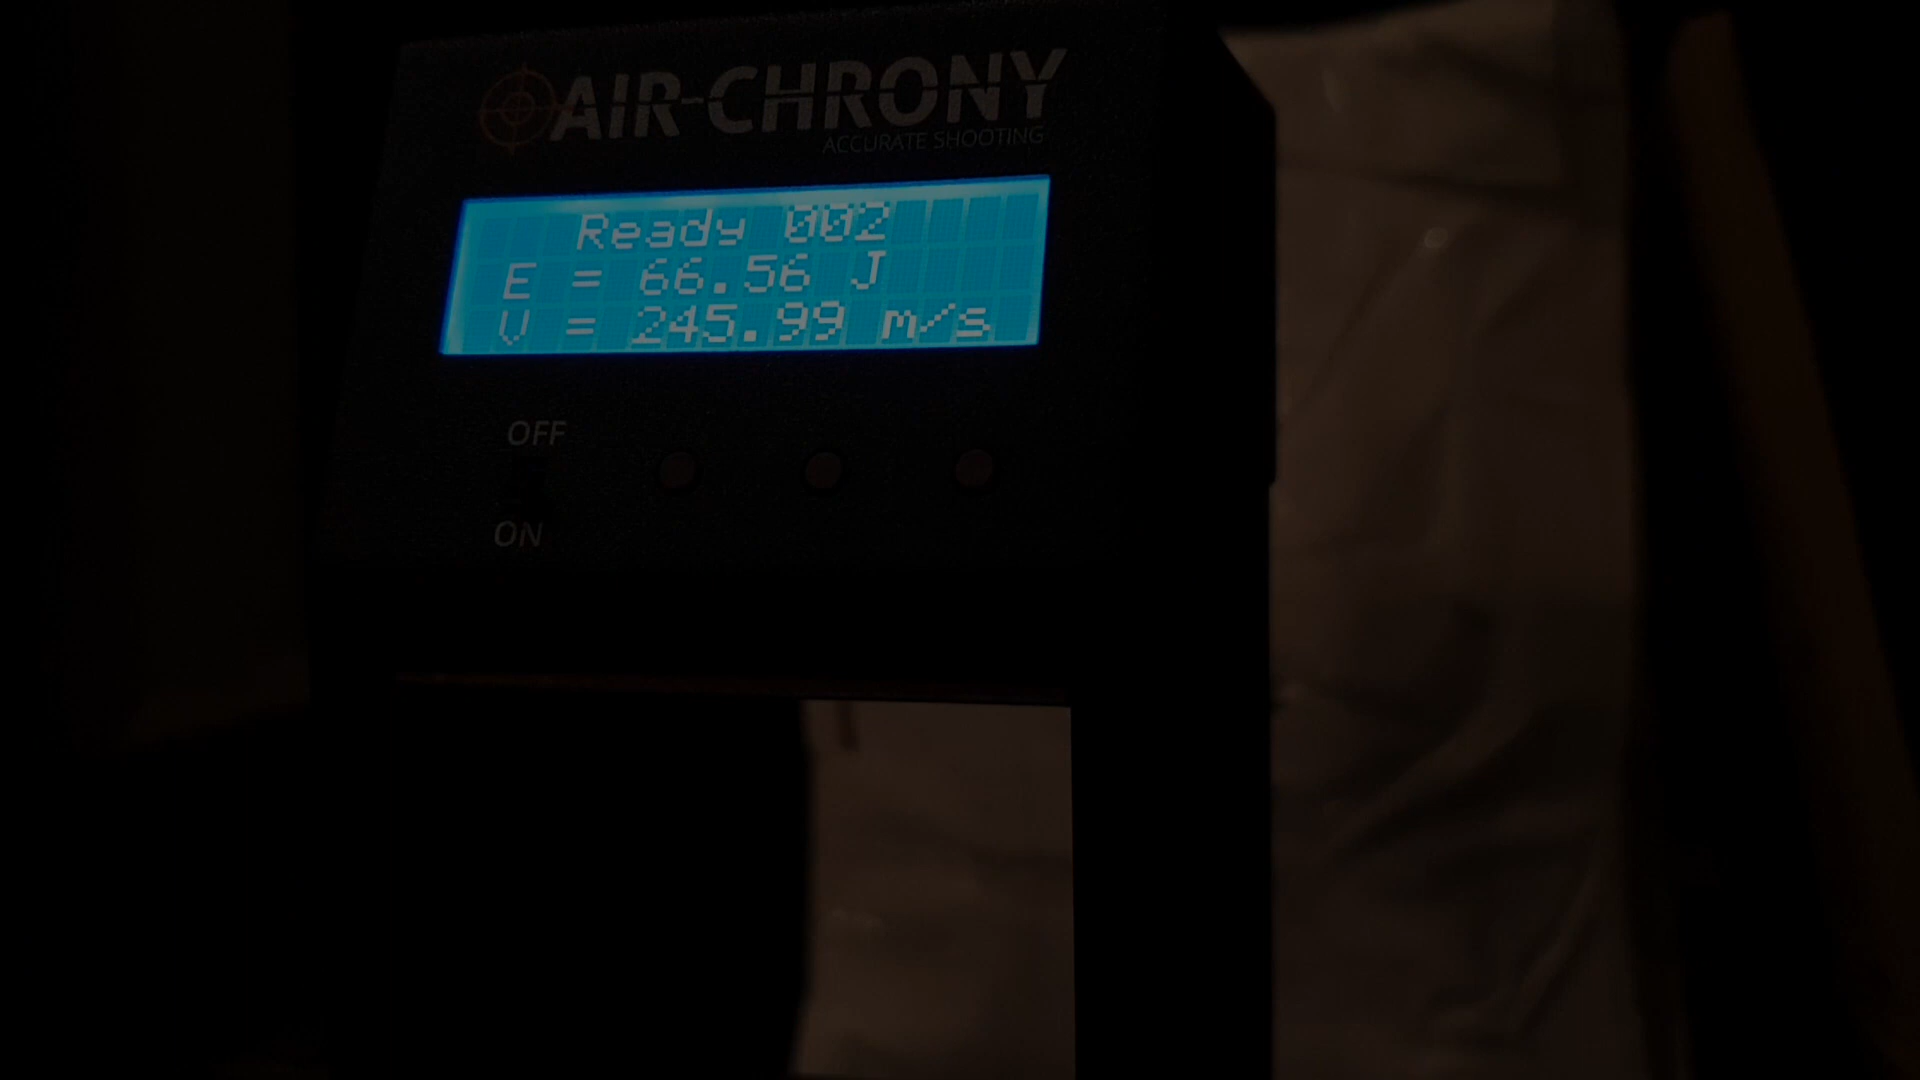 AIR-CHRONY
ACCURATE SHOOTING
Ready 002
E = 66.56 J
V = 245.99 m/s
OFF
ON